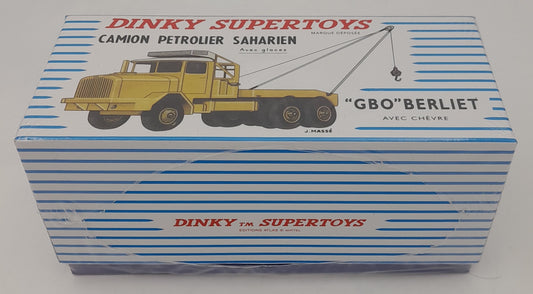 DINKY SUPERTOYS
MARQUE DÉPOSÉE
CAMION PETROLIER SAHARIEN
Avec glaces
"GBO" BERLIET
AVEC CHÈVRE
J. MASSÉ
DINKY TM SUPERTOYS
EDITIONS ATLAS © MATTEL